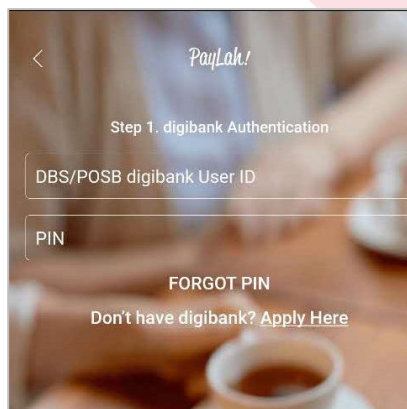 PayLah!
Step 1. digibank Authentication
DBS/POSB digibank User ID
PIN
FORGOT PIN
Don't have digibank? Apply Here